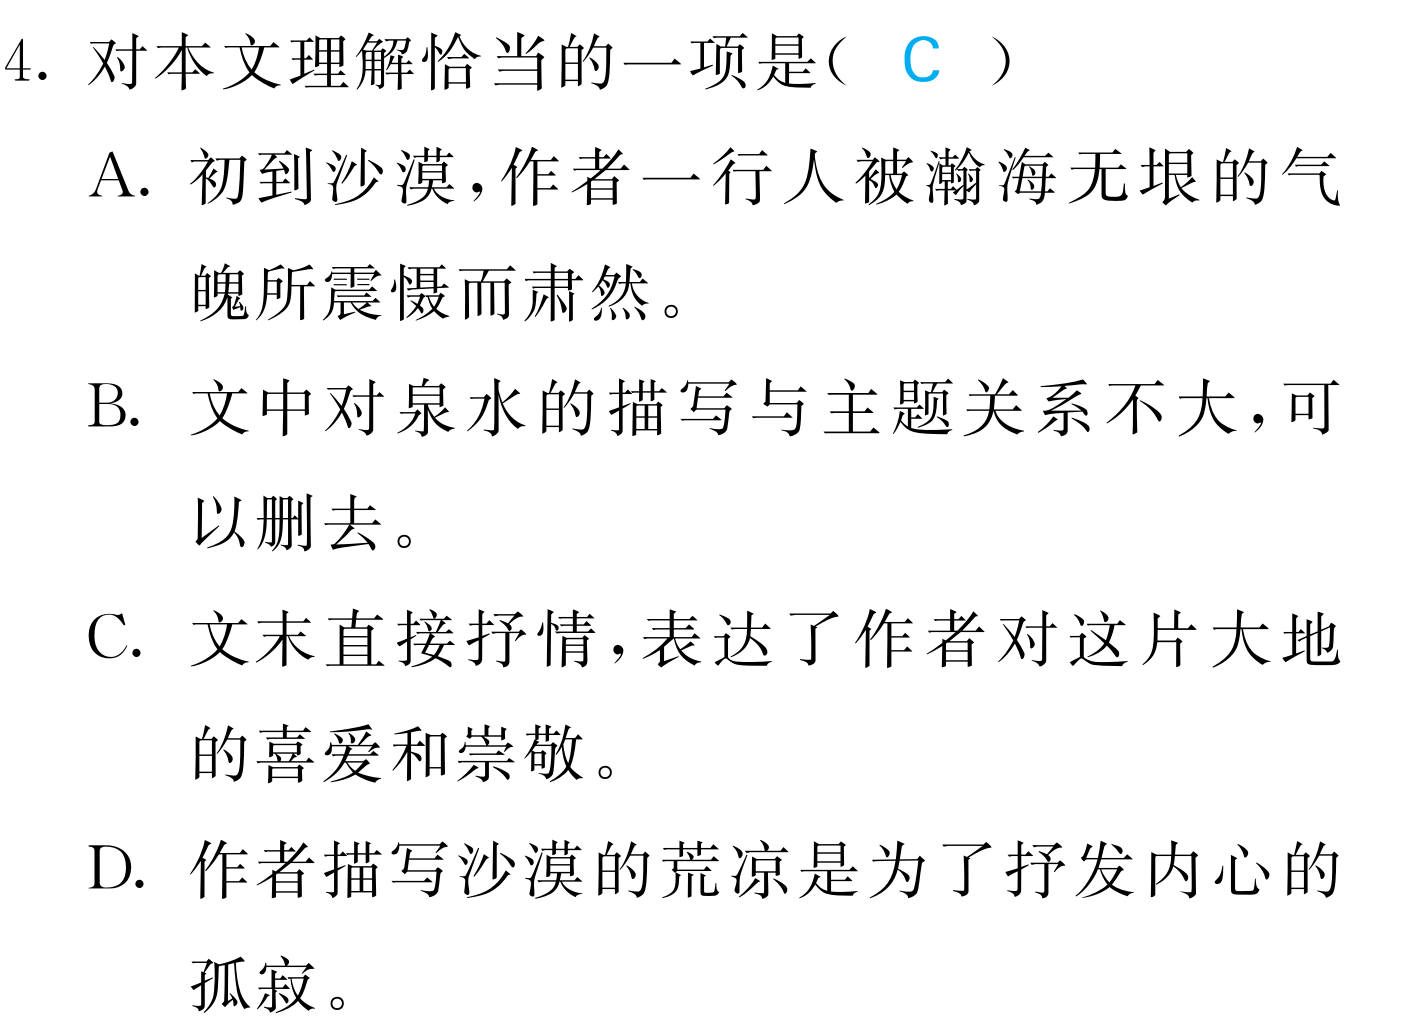 4. 对本文理解恰当的一项是( C )
A. 初到沙漠,作者一行人被瀚海无垠的气
魄所震慑而肃然。
B. 文中对泉水的描写与主题关系不大,可
以删去。
C. 文末直接抒情,表达了作者对这片大地
的喜爱和崇敬。
D. 作者描写沙漠的荒凉是为了抒发内心的
孤寂。